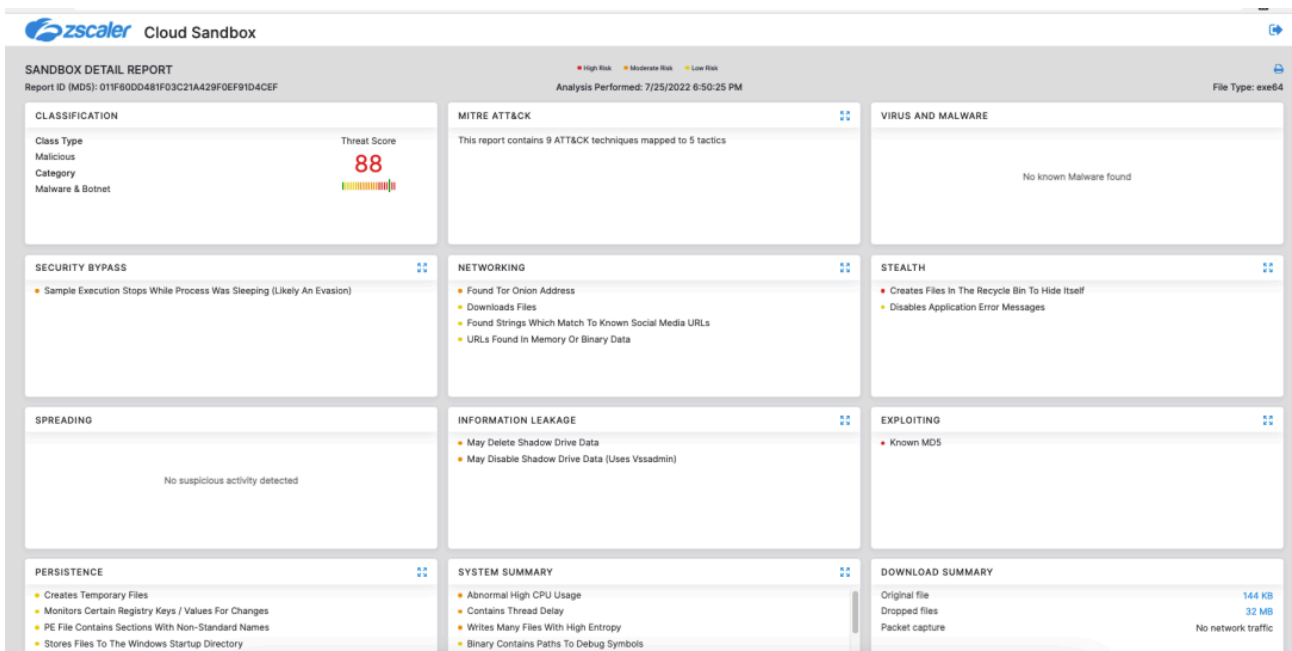 zscaler Cloud Sandbox
SANDBOX DETAIL REPORT
High Risk Moderate Risk Low Risk
Report ID (MD5): 011F60DD481F03C21A429F0EF91D4CEF
Analysis Performed: 7/25/2022 6:50:25 PM
File Type: exe64
CLASSIFICATION
Class Type
Malicious
Category
Malware & Botnet
Threat Score
88
MITRE ATT&CK
This report contains 9 ATT&CK techniques mapped to 5 tactics
VIRUS AND MALWARE
No known Malware found
SECURITY BYPASS
Sample Execution Stops While Process Was Sleeping (Likely An Evasion)
NETWORKING
Found Tor Onion Address
Downloads Files
Found Strings Which Match To Known Social Media URLs
URLs Found In Memory Or Binary Data
STEALTH
Creates Files In The Recycle Bin To Hide Itself
Disables Application Error Messages
SPREADING
No suspicious activity detected
INFORMATION LEAKAGE
May Delete Shadow Drive Data
May Disable Shadow Drive Data (Uses Vssadmin)
EXPLOITING
Known MD5
PERSISTENCE
Creates Temporary Files
Monitors Certain Registry Keys / Values For Changes
PE File Contains Sections With Non-Standard Names
Stores Files To The Windows Startup Directory
SYSTEM SUMMARY
Abnormal High CPU Usage
Contains Thread Delay
Writes Many Files With High Entropy
Binary Contains Paths To Debug Symbols
DOWNLOAD SUMMARY
Original file 144 KB
Dropped files 32 MB
Packet capture No network traffic